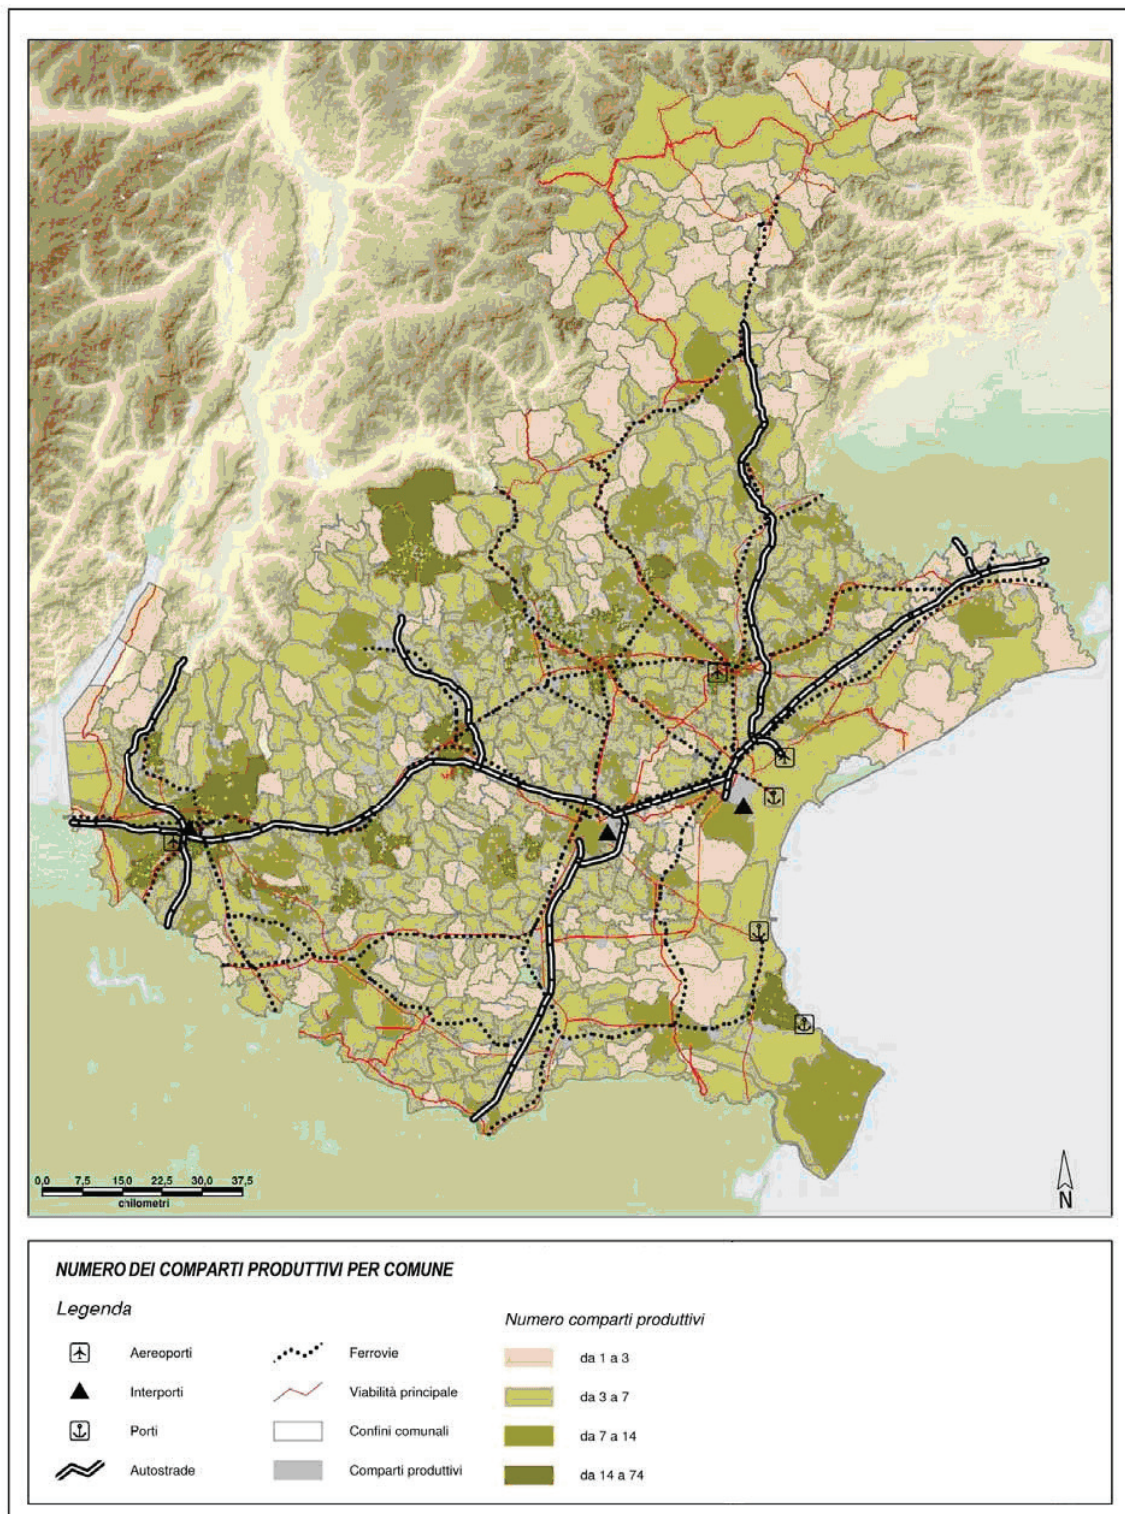 0,0 7,5 15,0 22,5 30,0 37,5
chilometri
N
NUMERO DEI COMPARTI PRODUTTIVI PER COMUNE
Legenda
Numero comparti produttivi
Aereoporti
Ferrovie
da 1 a 3
Interporti
Viabilità principale
da 3 a 7
Porti
Confini comunali
da 7 a 14
Autostrade
Comparti produttivi
da 14 a 74